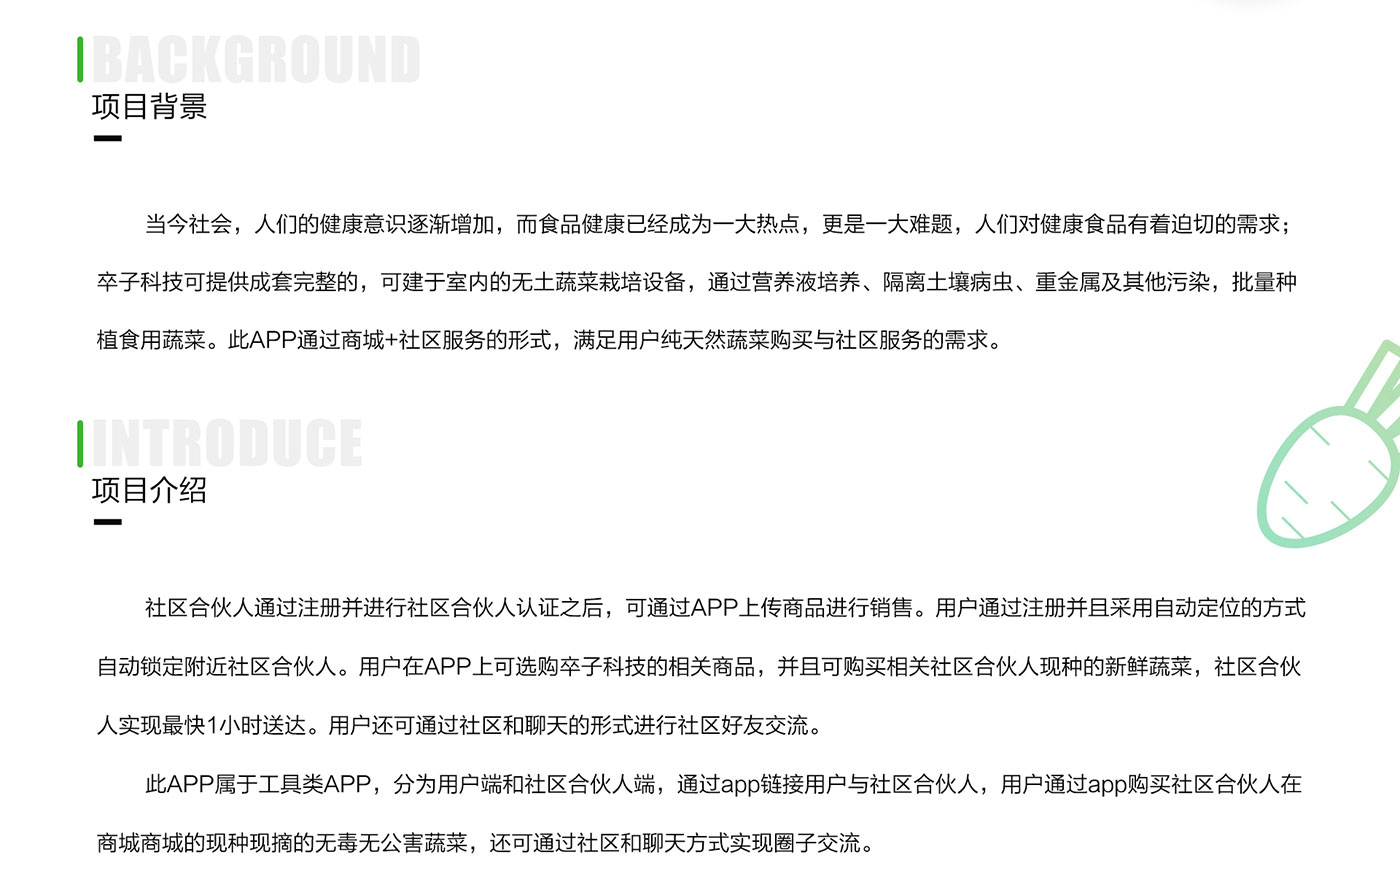 BACKGROUND
项目背景
当今社会，人们的健康意识逐渐增加，而食品健康已经成为一大热点，更是一大难题，人们对健康食品有着迫切的需求；
卒子科技可提供成套完整的，可建于室内的无土蔬菜栽培设备，通过营养液培养、隔离土壤病虫、重金属及其他污染，批量种
植食用蔬菜。此APP通过商城+社区服务的形式，满足用户纯天然蔬菜购买与社区服务的需求。
INTRODUCE
项目介绍
社区合伙人通过注册并进行社区合伙人认证之后，可通过APP上传商品进行销售。用户通过注册并且采用自动定位的方式
自动锁定附近社区合伙人。用户在APP上可选购卒子科技的相关商品，并且可购买相关社区合伙人现种的新鲜蔬菜，社区合伙
人实现最快1小时送达。用户还可通过社区和聊天的形式进行社区好友交流。
此APP属于工具类APP，分为用户端和社区合伙人端，通过app链接用户与社区合伙人，用户通过app购买社区合伙人在
商城商城的现种现摘的无毒无公害蔬菜，还可通过社区和聊天方式实现圈子交流。